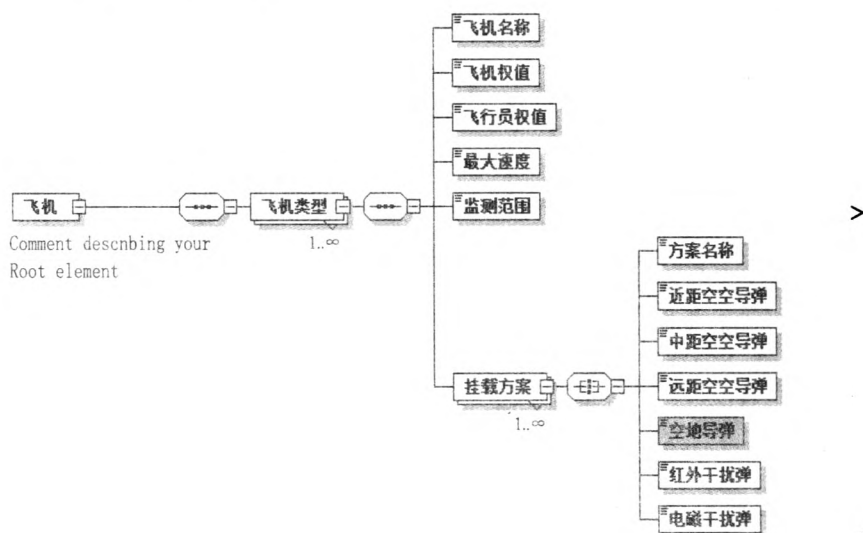 飞机名称
飞机权值
飞行员权值
最大速度
飞机
飞机类型
监测范围
>
Comment descnbing your
1..∞
Root element
方案名称
近距空空导弹
中距空空导弹
挂载方案
远距空空导弹
1..∞
空地导弹
红外干扰弹
电磁干扰弹